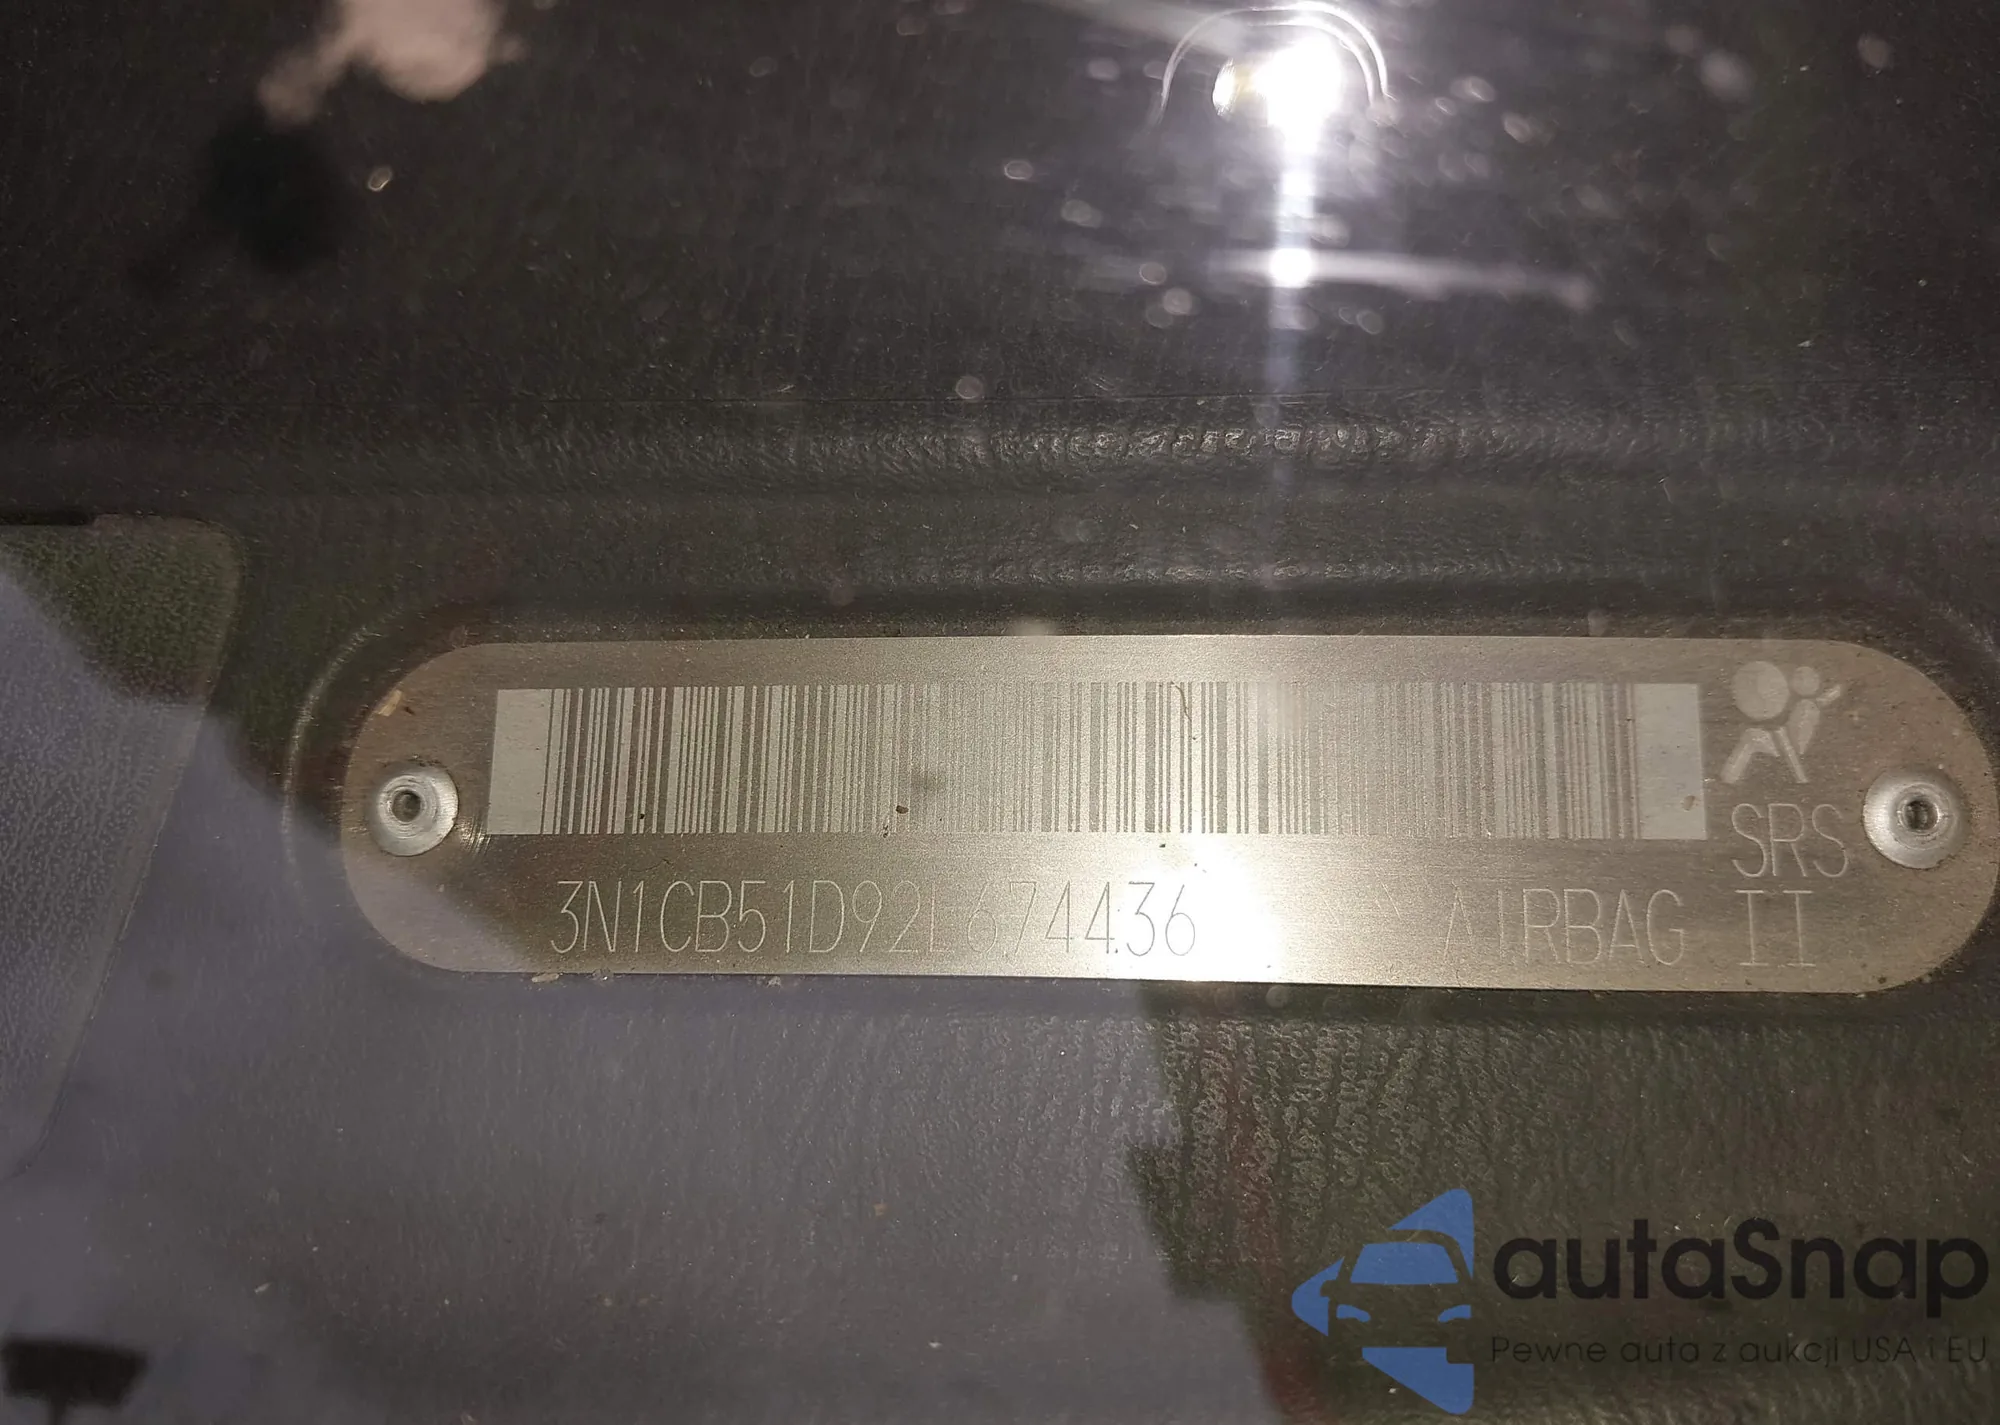 SRS
3N1CB51D92L674436 AIRBAG II
autaSnap
Pewne auta z aukcji USA i EU